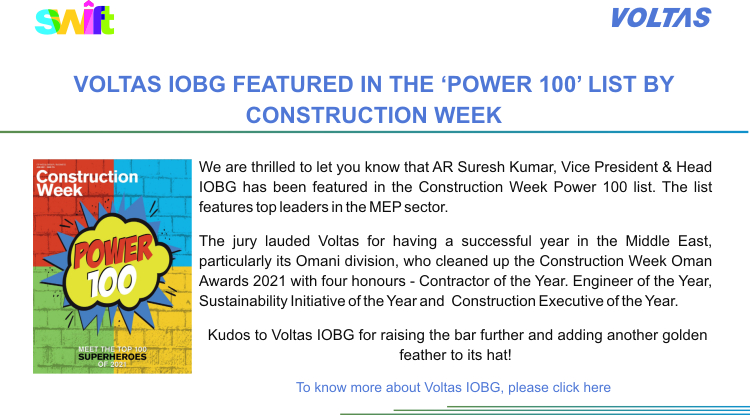 swift
VOLTAS
VOLTAS IOBG FEATURED IN THE ‘POWER 100’ LIST BY
CONSTRUCTION WEEK
Construction
Week
POWER
100
MEET THE TOP 100
SUPERHEROES
OF 2021
We are thrilled to let you know that AR Suresh Kumar, Vice President & Head
IOBG has been featured in the Construction Week Power 100 list. The list
features top leaders in the MEP sector.
The jury lauded Voltas for having a successful year in the Middle East,
particularly its Omani division, who cleaned up the Construction Week Oman
Awards 2021 with four honours - Contractor of the Year. Engineer of the Year,
Sustainability Initiative of the Year and  Construction Executive of the Year.
Kudos to Voltas IOBG for raising the bar further and adding another golden
feather to its hat!
To know more about Voltas IOBG, please click here